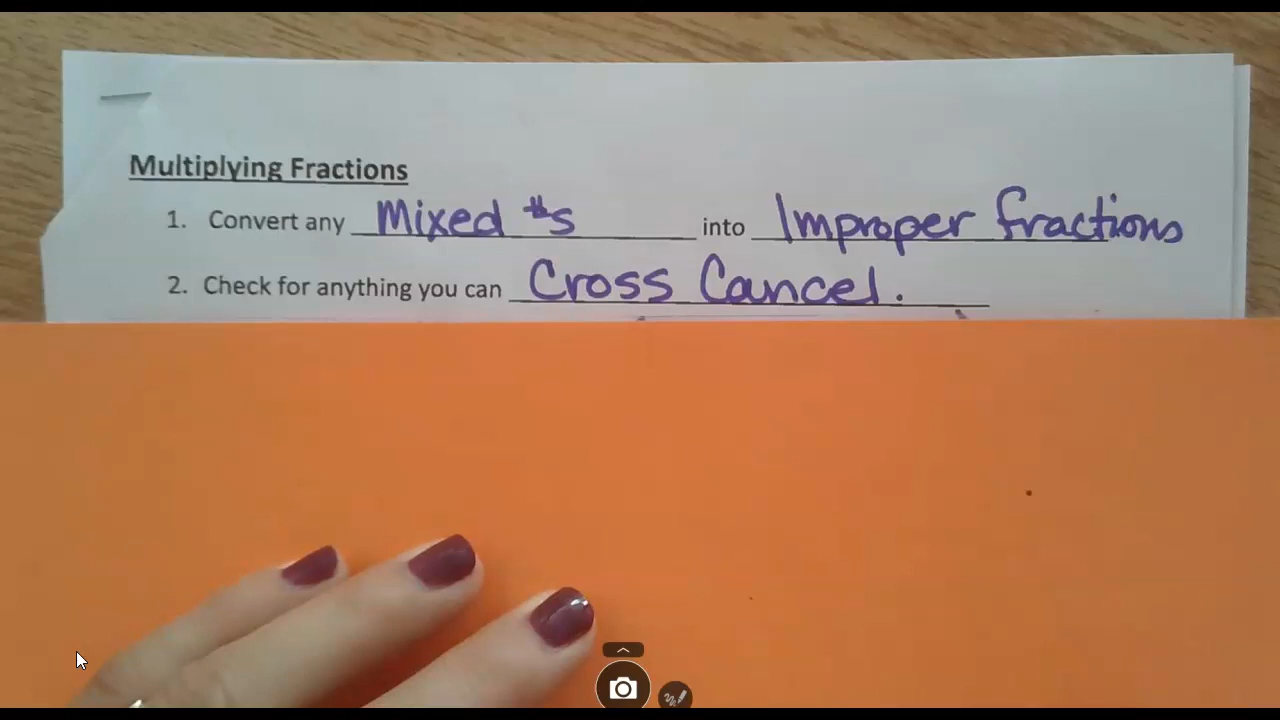 Multiplying Fractions
1. Convert any Mixed #s into Improper fractions
2. Check for anything you can Cross Cancel.